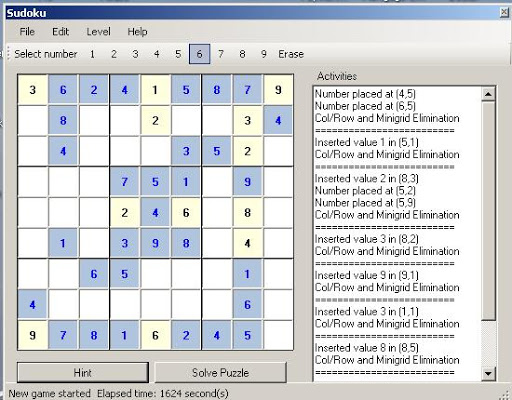 Sudoku
File Edit Level Help
Select number 1 2 3 4 5 6 7 8 9 Erase
3 6 2 4 1 5 8 7 9
8 2 3 4
4 3 5 2
7 5 1 9
2 4 6 8
1 3 9 8 4
6 5 1
4 6
9 7 8 1 6 2 4 5
Hint Solve Puzzle
Activities
Number placed at (4,5)
Number placed at (6,5)
Col/Row and Minigrid Elimination
=========================
Inserted value 1 in (5,1)
Col/Row and Minigrid Elimination
=========================
Inserted value 2 in (8,3)
Number placed at (5,2)
Number placed at (5,9)
Col/Row and Minigrid Elimination
=========================
Inserted value 3 in (8,2)
Col/Row and Minigrid Elimination
=========================
Inserted value 9 in (9,1)
Col/Row and Minigrid Elimination
=========================
Inserted value 3 in (1,1)
Col/Row and Minigrid Elimination
=========================
Inserted value 8 in (8,5)
Col/Row and Minigrid Elimination
=========================
New game started Elapsed time: 1624 second(s)